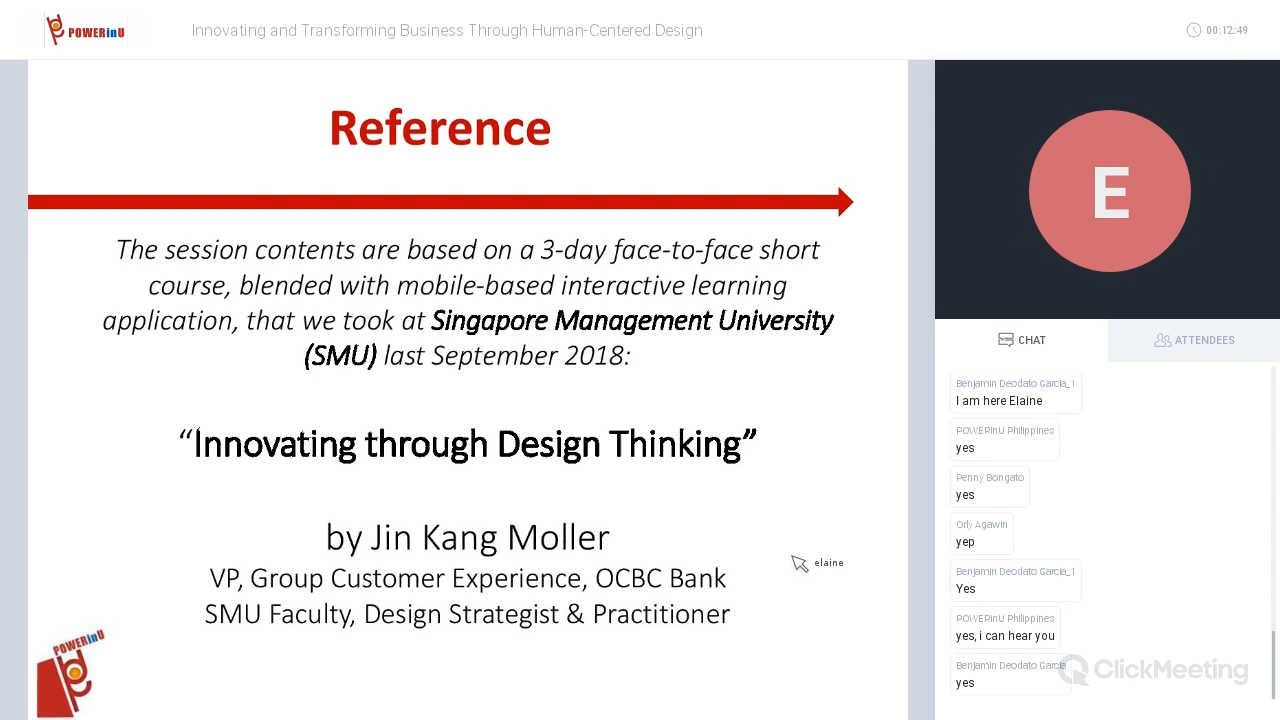 POWERinU
Innovating and Transforming Business Through Human-Centered Design
00:12:49
Reference
The session contents are based on a 3-day face-to-face short
course, blended with mobile-based interactive learning
application, that we took at Singapore Management University
(SMU) last September 2018:
“Innovating through Design Thinking”
by Jin Kang Moller
VP, Group Customer Experience, OCBC Bank
SMU Faculty, Design Strategist & Practitioner
elaine
POWERinU
E
CHAT
ATTENDEES
Benjamin Deodato Garcia_1
I am here Elaine
POWERinU Philippines
yes
Penny Bongato
yes
Orly Agawin
yep
Benjamin Deodato Garcia_1
Yes
POWERinU Philippines
yes, i can hear you
Benjamin Deodato Garcia
yes
ClickMeeting